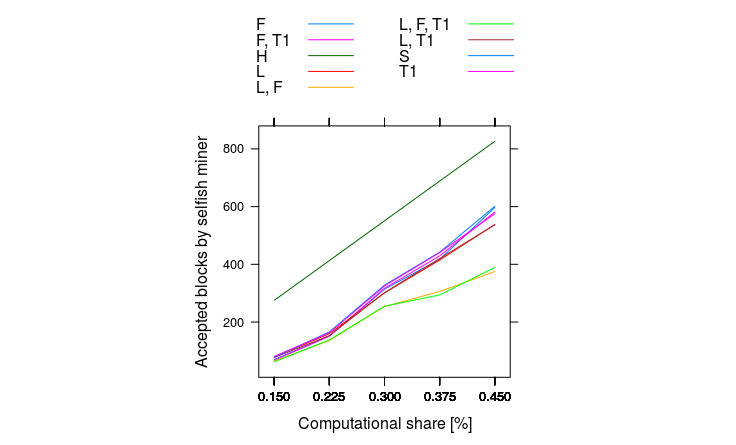 F
F, T1
H
L
L, F
L, F, T1
L, T1
S
T1
Accepted blocks by selfish miner
800
600
400
200
0.150 0.225 0.300 0.375 0.450
Computational share [%]